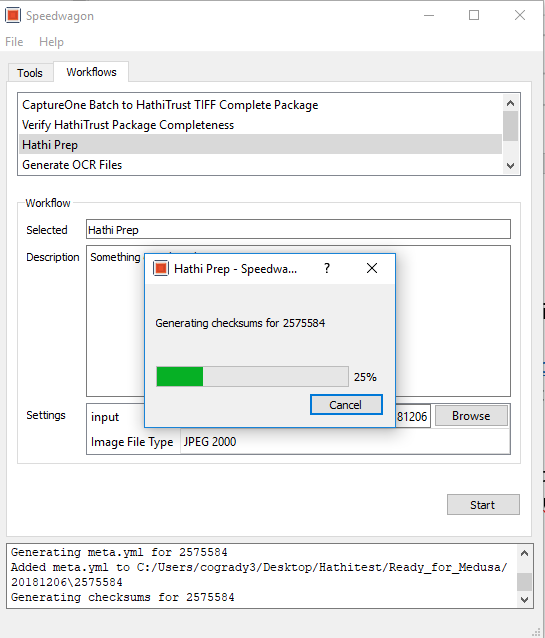 Speedwagon
File Help
Tools Workflows
CaptureOne Batch to HathiTrust TIFF Complete Package
Verify HathiTrust Package Completeness
Hathi Prep
Generate OCR Files
Workflow
Selected Hathi Prep
Description Something
Hathi Prep - Speedwa... ?
Generating checksums for 2575584
25%
Cancel
Settings input 81206 Browse
Image File Type JPEG 2000
Start
Generating meta.yml for 2575584
Added meta.yml to C:/Users/cogrady3/Desktop/Hathitest/Ready_for_Medusa/
20181206\2575584
Generating checksums for 2575584